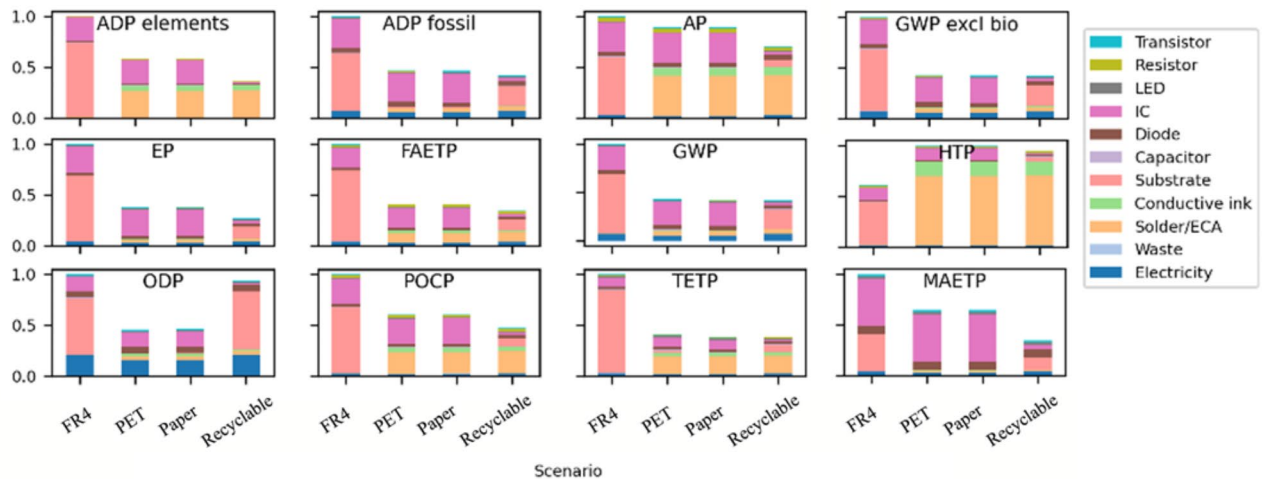 ADP elements
ADP fossil
AP
GWP excl bio
1.0
0.5
0.0
EP
FAETP
GWP
HTP
1.0
0.5
0.0
ODP
POCP
TETP
MAETP
1.0
0.5
0.0
FR4
PET
Paper
Recyclable
FR4
PET
Paper
Recyclable
FR4
PET
Paper
Recyclable
FR4
PET
Paper
Recyclable
Scenario
Transistor
Resistor
LED
IC
Diode
Capacitor
Substrate
Conductive ink
Solder/ECA
Waste
Electricity